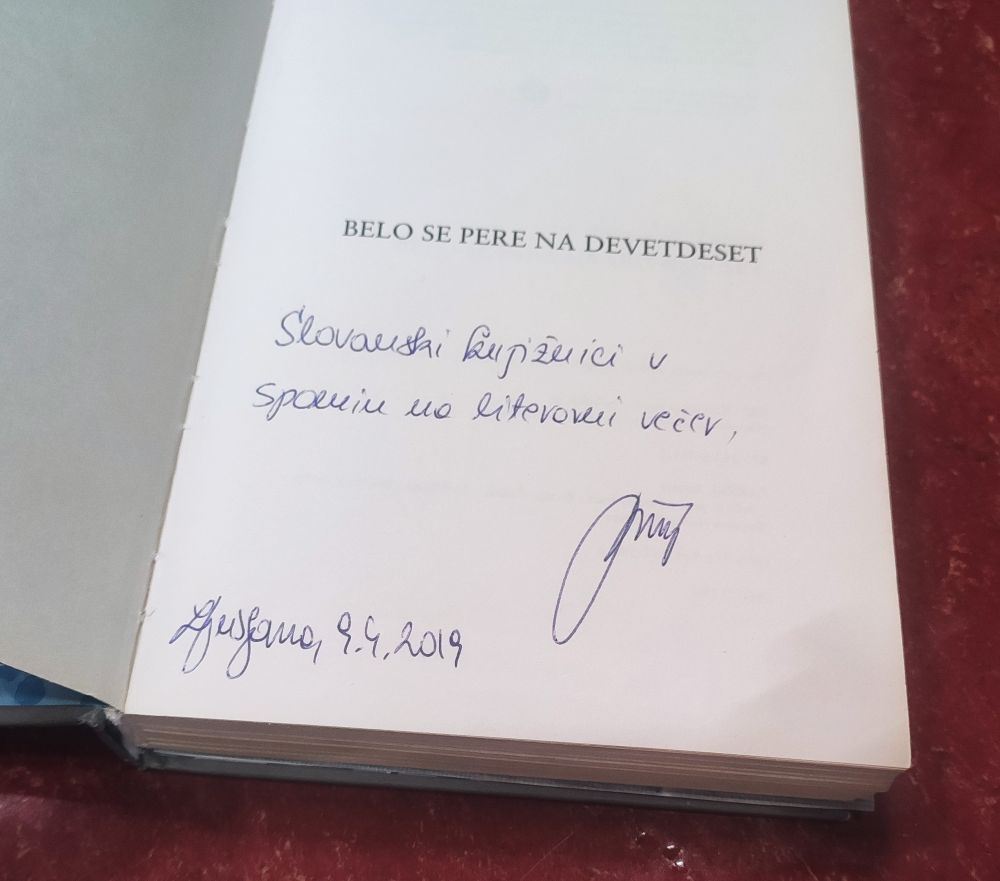 BELO SE PERE NA DEVETDESET
Slovanski knjižnici v
spomin na literarni večer,
Ljubljana, 9.4.2019